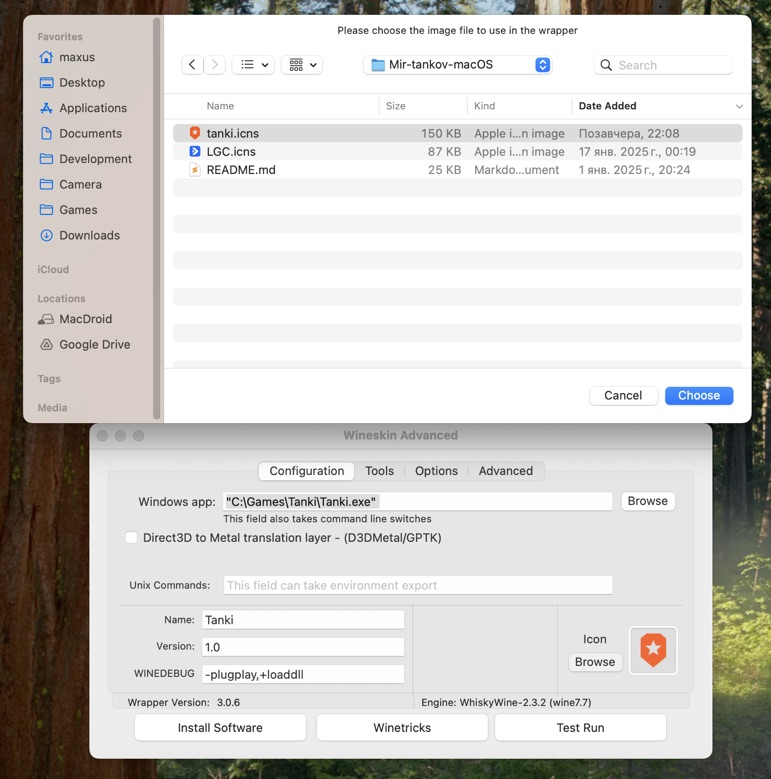 Please choose the image file to use in the wrapper
Favorites
maxus
Desktop
Applications
Documents
Development
Camera
Games
Downloads
iCloud
Locations
MacDroid
Google Drive
Tags
Media
Mir-tankov-macOS
Search
Name Size Kind Date Added
tanki.icns 150 KB Apple i...n image Позавчера, 22:08
LGC.icns 87 KB Apple i...n image 17 янв. 2025 г., 00:19
README.md 25 KB Markdo...ument 1 янв. 2025 г., 20:24
Cancel Choose
Wineskin Advanced
Configuration Tools Options Advanced
Windows app: "C:\Games\Tanki\Tanki.exe" Browse
This field also takes command line switches
Direct3D to Metal translation layer - (D3DMetal/GPTK)
Unix Commands: This field can take environment export
Name: Tanki
Version: 1.0
WINEDEBUG -plugplay,+loaddll
Icon
Browse
Wrapper Version: 3.0.6 Engine: WhiskyWine-2.3.2 (wine7.7)
Install Software Winetricks Test Run